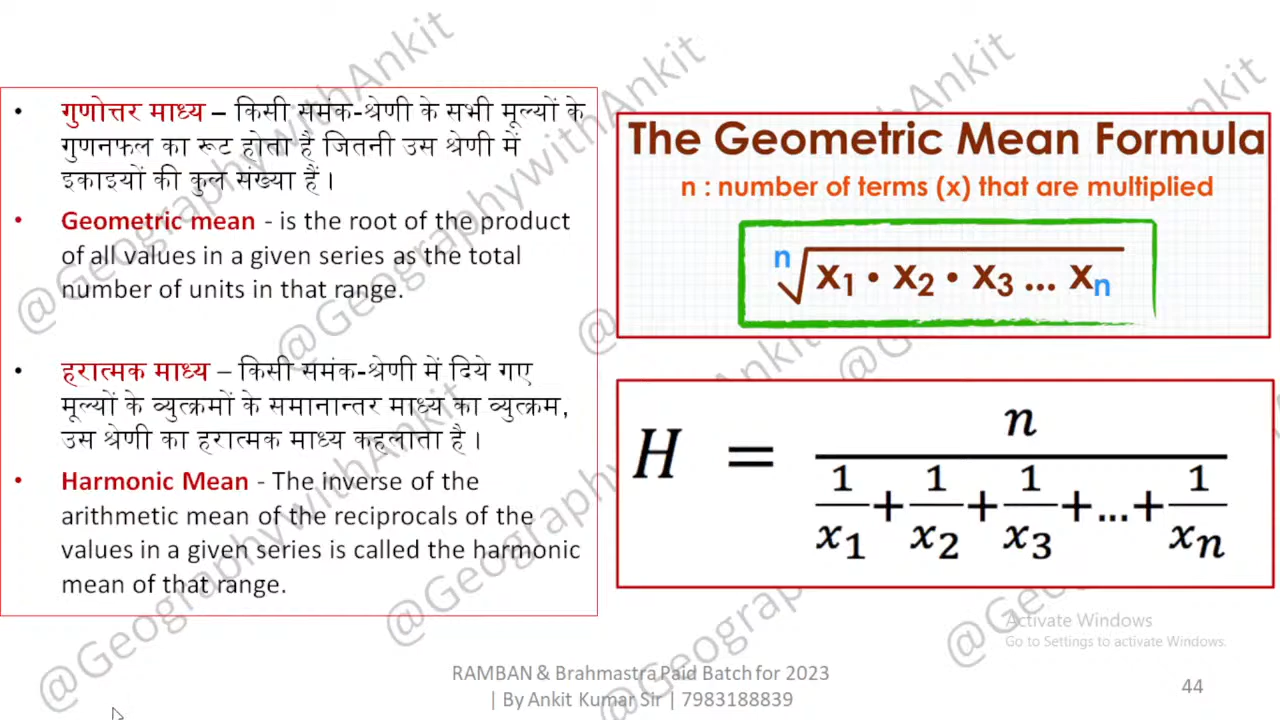 • गुणोत्तर माध्य – किसी समंक-श्रेणी के सभी मूल्यों के
गुणनफल का रूट होता है जितनी उस श्रेणी में
इकाइयों की कुल संख्या हैं ।
• Geometric mean - is the root of the product
of all values in a given series as the total
number of units in that range.
• हरात्मक माध्य – किसी समंक-श्रेणी में दिये गए
मूल्यों के व्युत्क्रमों के समानान्तर माध्य का व्युत्क्रम,
उस श्रेणी का हरात्मक माध्य कहलाता है ।
• Harmonic Mean - The inverse of the
arithmetic mean of the reciprocals of the
values in a given series is called the harmonic
mean of that range.
The Geometric Mean Formula
n : number of terms (x) that are multiplied
n√x1 • x2 • x3 ... xn
H = n / (1/x1 + 1/x2 + 1/x3 + ... + 1/xn)
@GeographywithAnkit
@GeographywithAnkit
@GeographywithAnkit
@GeographywithAnkit
Activate Windows
Go to Settings to activate Windows.
RAMBAN & Brahmastra Paid Batch for 2023
| By Ankit Kumar Sir | 7983188839
44